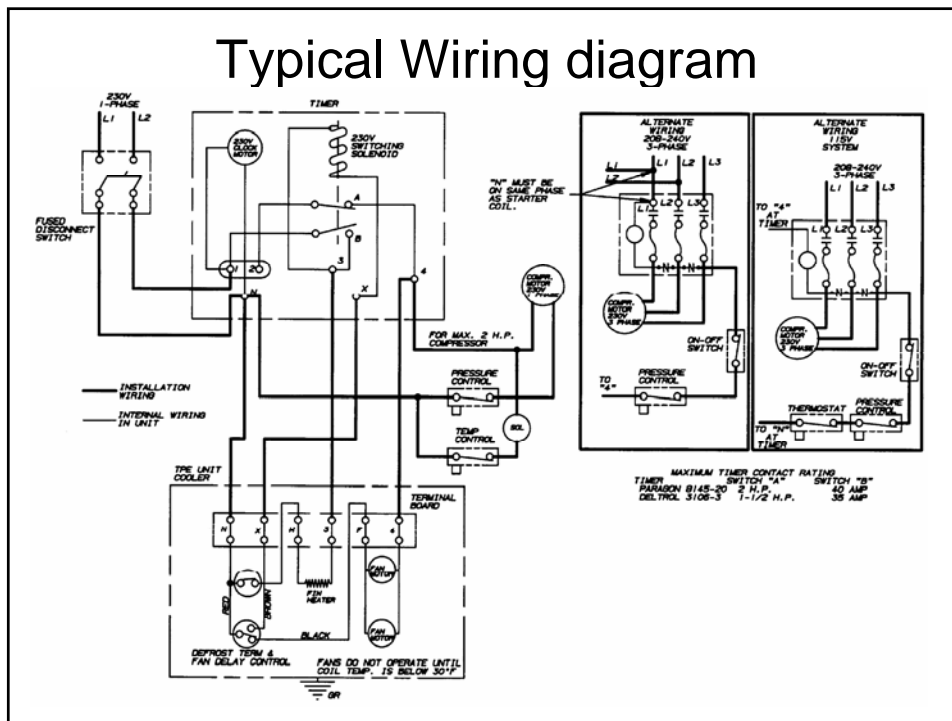 Typical Wiring diagram
230V
1-PHASE
L1 L2
FUSED
DISCONNECT
SWITCH
TIMER
230V
CLOCK
MOTOR
230V
SWITCHING
SOLENOID
A
B
1 2
3
4
N
X
COMPR.
MOTOR
230V
1 PHASE
FOR MAX. 2 H.P.
COMPRESSOR
PRESSURE
CONTROL
SOL
TEMP CONTROL
INSTALLATION
WIRING
INTERNAL WIRING
IN UNIT
TPE UNIT
COOLER
TERMINAL
BOARD
N X H 3 F 4
FAN
MOTOR
FIN
HEATER
RED
BROWN
BLACK
FAN
MOTOR
DEFROST TERM &
FAN DELAY CONTROL
FANS DO NOT OPERATE UNTIL
COIL TEMP. IS BELOW 30°F
GR
ALTERNATE
WIRING
208-240V
3-PHASE
L1 L2 L3
L1
L2
"N" MUST BE
ON SAME PHASE
AS STARTER
COIL.
L1 L2 L3
N
COMPR.
MOTOR
230V
3 PHASE
ON-OFF
SWITCH
TO
"4"
PRESSURE
CONTROL
ALTERNATE
WIRING
115V
SYSTEM
208-240V
3-PHASE
L1 L2 L3
TO "4"
AT
TIMER
L1 L2 L3
N
COMPR.
MOTOR
230V
3 PHASE
ON-OFF
SWITCH
THERMOSTAT
PRESSURE
CONTROL
TO "N"
AT
TIMER
MAXIMUM TIMER CONTACT RATING
TIMER SWITCH "A" SWITCH "B"
PARAGON 8145-20 2 H.P. 40 AMP
DELTROL 3106-3 1-1/2 H.P. 35 AMP